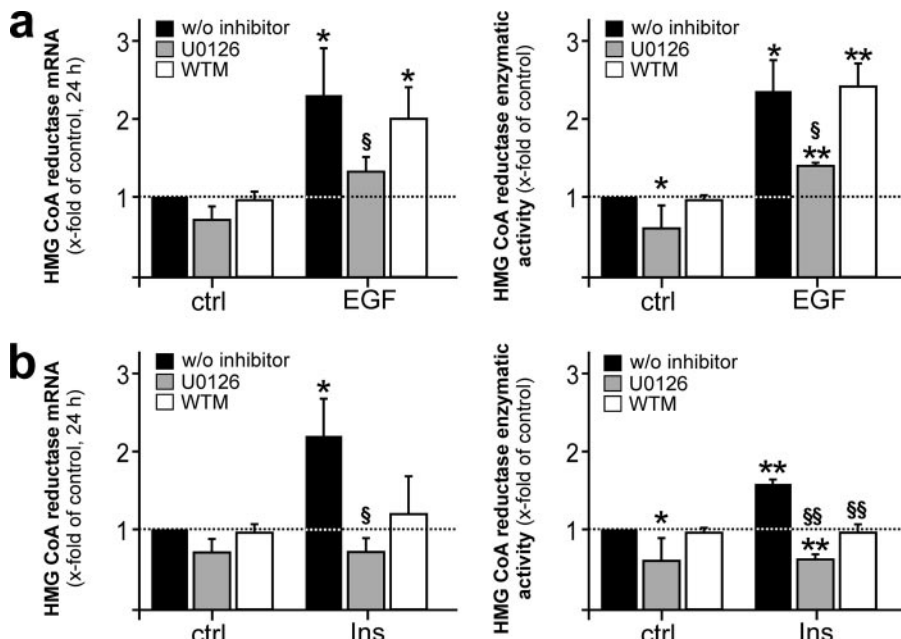 a
HMG CoA reductase mRNA
(x-fold of control, 24 h)
3
2
1
w/o inhibitor
U0126
WTM
*
§
*
ctrl
EGF
HMG CoA reductase enzymatic
activity (x-fold of control)
3
2
1
w/o inhibitor
U0126
WTM
*
*
§
**
**
ctrl
EGF
b
HMG CoA reductase mRNA
(x-fold of control, 24 h)
3
2
1
w/o inhibitor
U0126
WTM
*
§
ctrl
Ins
HMG CoA reductase enzymatic
activity (x-fold of control)
3
2
1
w/o inhibitor
U0126
WTM
*
**
§§
**
§§
ctrl
Ins